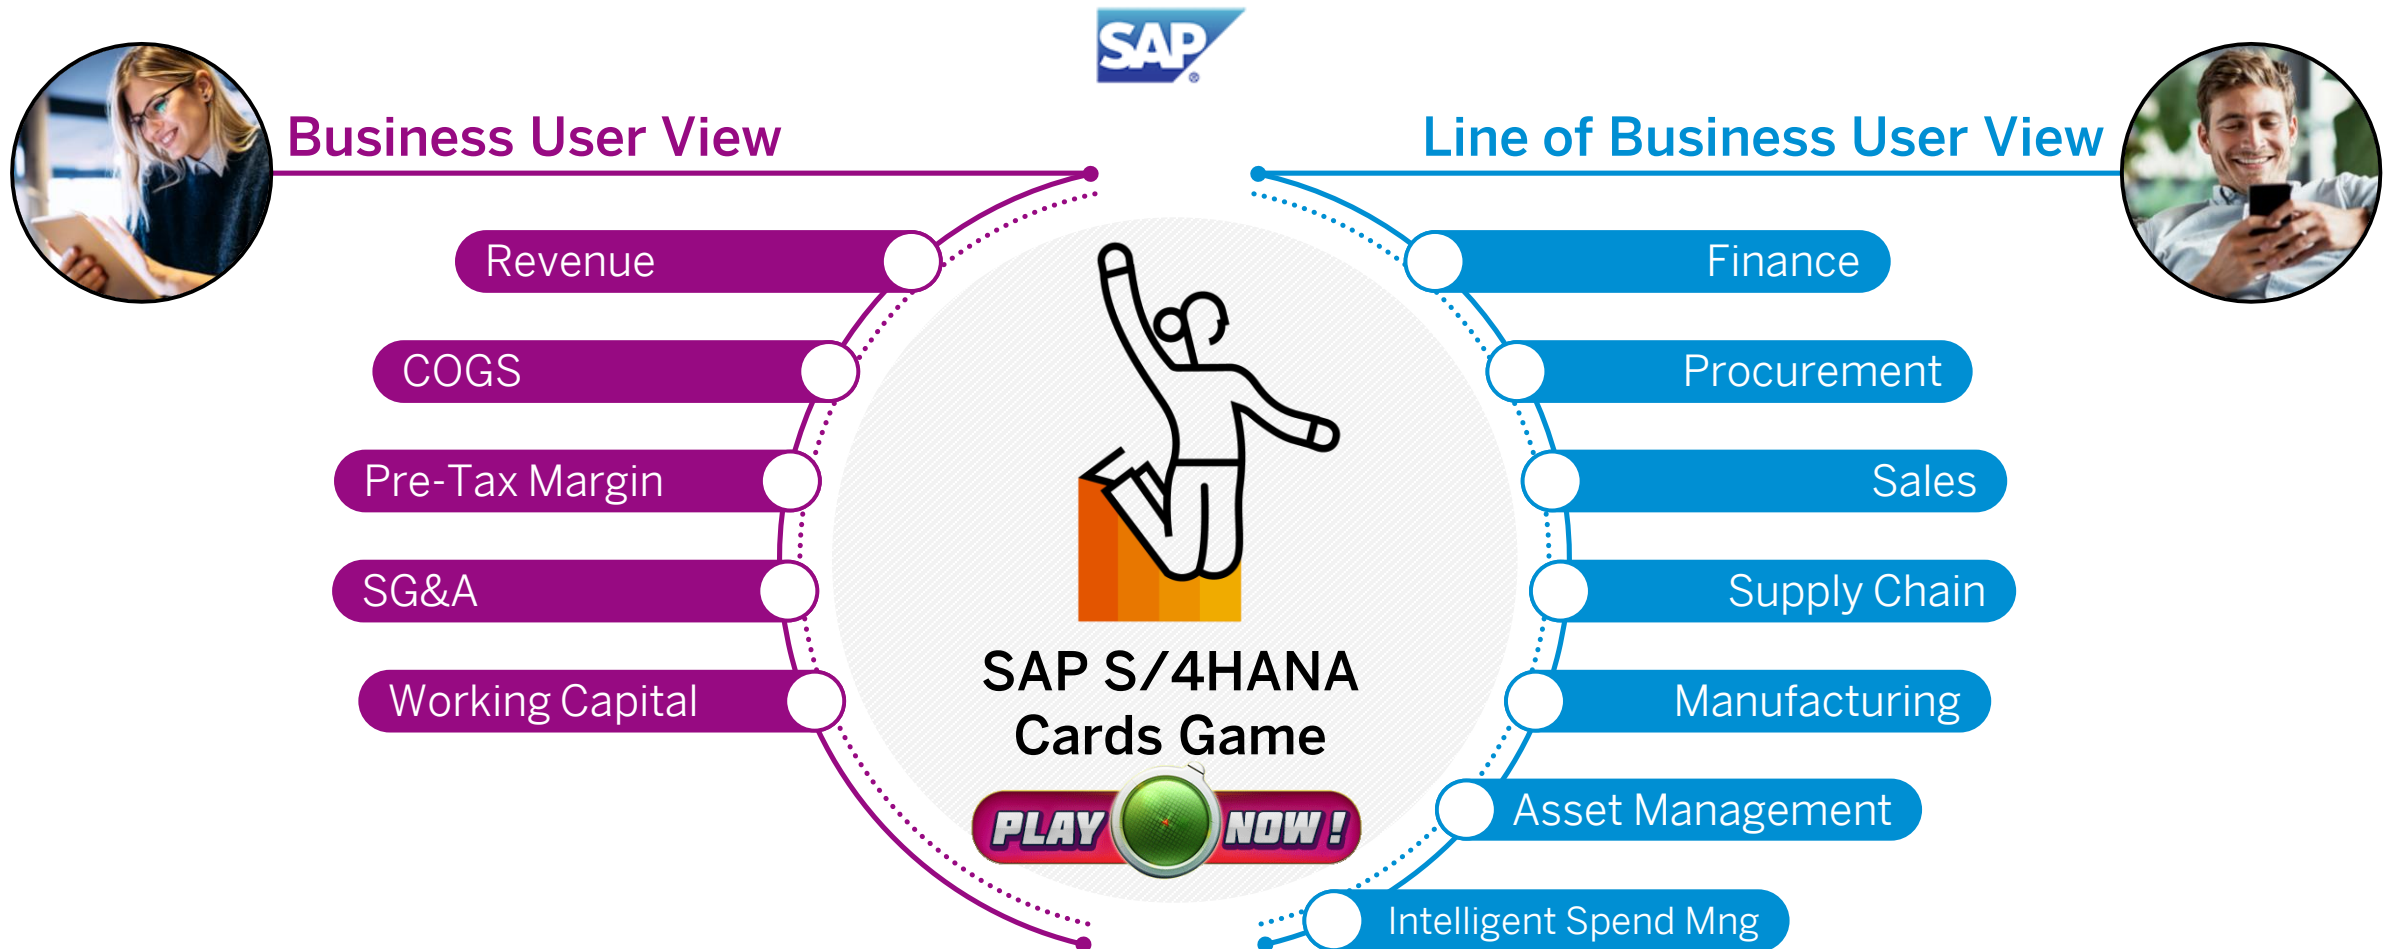 SAP
Business User View
Line of Business User View
Revenue
COGS
Pre-Tax Margin
SG&A
Working Capital
SAP S/4HANA
Cards Game
PLAY NOW!
Finance
Procurement
Sales
Supply Chain
Manufacturing
Asset Management
Intelligent Spend Mng